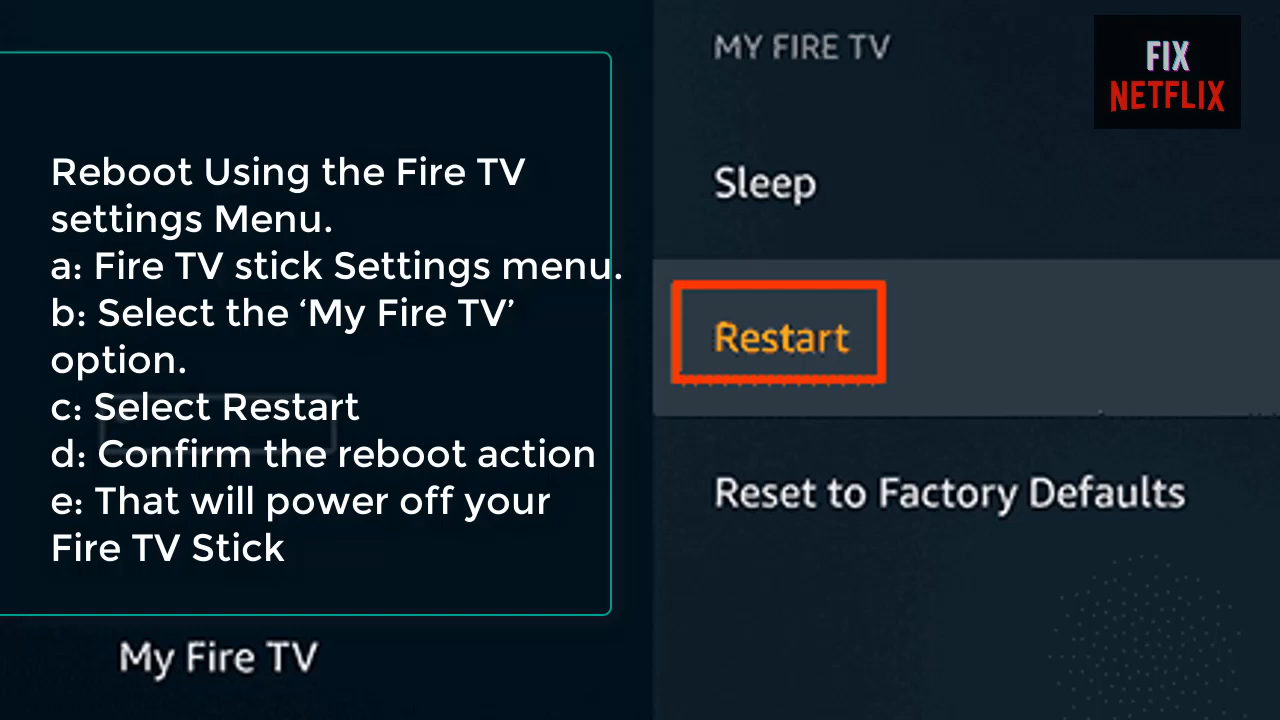 Reboot Using the Fire TV
settings Menu.
a: Fire TV stick Settings menu.
b: Select the ‘My Fire TV’
option.
c: Select Restart
d: Confirm the reboot action
e: That will power off your
Fire TV Stick
My Fire TV
MY FIRE TV
Sleep
Restart
Reset to Factory Defaults
FIX
NETFLIX